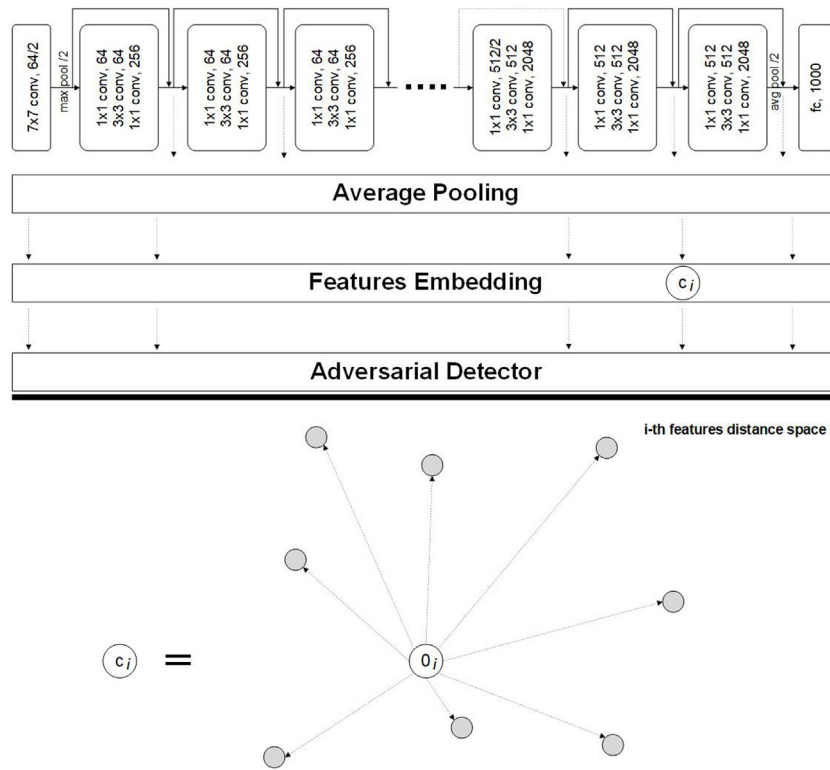 7x7 conv, 64/2
max pool /2
1x1 conv, 64
3x3 conv, 64
1x1 conv, 256
1x1 conv, 64
3x3 conv, 64
1x1 conv, 256
1x1 conv, 64
3x3 conv, 64
1x1 conv, 256
1x1 conv, 512/2
3x3 conv, 512
1x1 conv, 2048
1x1 conv, 512
3x3 conv, 512
1x1 conv, 2048
1x1 conv, 512
3x3 conv, 512
1x1 conv, 2048
avg pool /2
fc, 1000
Average Pooling
Features Embedding
c i
Adversarial Detector
i-th features distance space
c i =
0 i